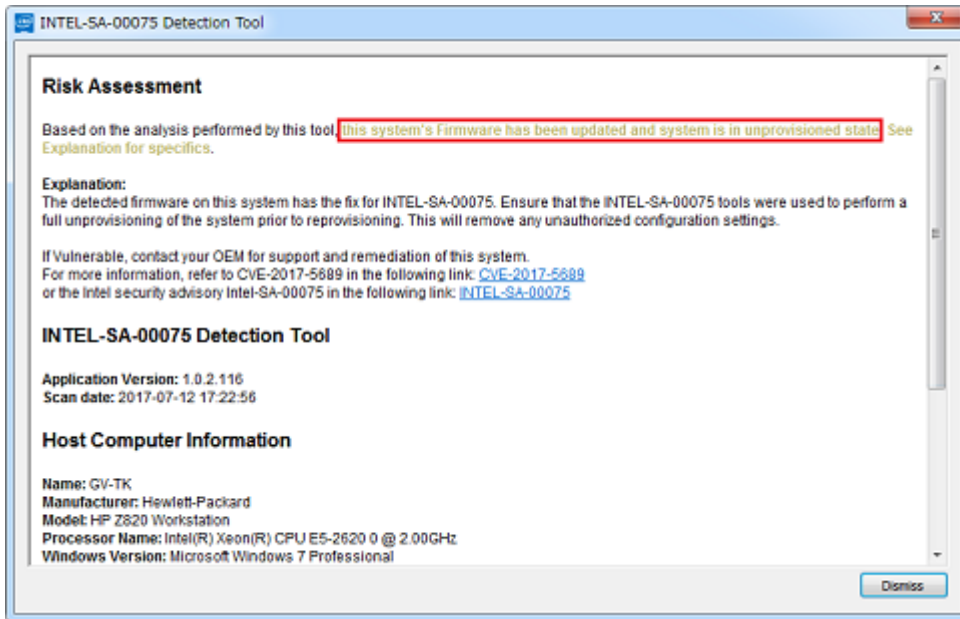 INTEL-SA-00075 Detection Tool
Risk Assessment
Based on the analysis performed by this tool, this system's Firmware has been updated and system is in unprovisioned state. See
Explanation for specifics.
Explanation:
The detected firmware on this system has the fix for INTEL-SA-00075. Ensure that the INTEL-SA-00075 tools were used to perform a
full unprovisioning of the system prior to reprovisioning. This will remove any unauthorized configuration settings.
If Vulnerable, contact your OEM for support and remediation of this system.
For more information, refer to CVE-2017-5689 in the following link: CVE-2017-5689
or the Intel security advisory Intel-SA-00075 in the following link: INTEL-SA-00075
INTEL-SA-00075 Detection Tool
Application Version: 1.0.2.116
Scan date: 2017-07-12 17:22:56
Host Computer Information
Name: GV-TK
Manufacturer: Hewlett-Packard
Model: HP Z820 Workstation
Processor Name: Intel(R) Xeon(R) CPU E5-2620 0 @ 2.00GHz
Windows Version: Microsoft Windows 7 Professional
Dismiss